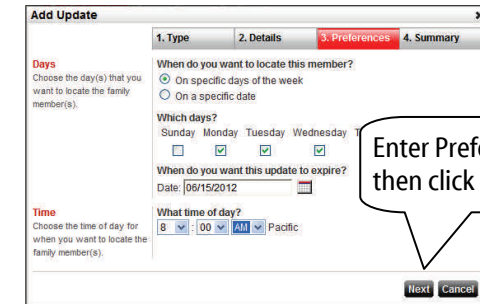 Add Update
1. Type 2. Details 3. Preferences 4. Summary
Days
Choose the day(s) that you
want to locate the family
member(s).
When do you want to locate this member?
On specific days of the week
On a specific date
Which days?
Sunday Monday Tuesday Wednesday
When do you want this update to expire?
Date: 06/15/2012
Enter
then click
Time
Choose the time of day for
when you want to locate the
family member(s).
What time of day?
8 : 00 AM Pacific
Next Cancel